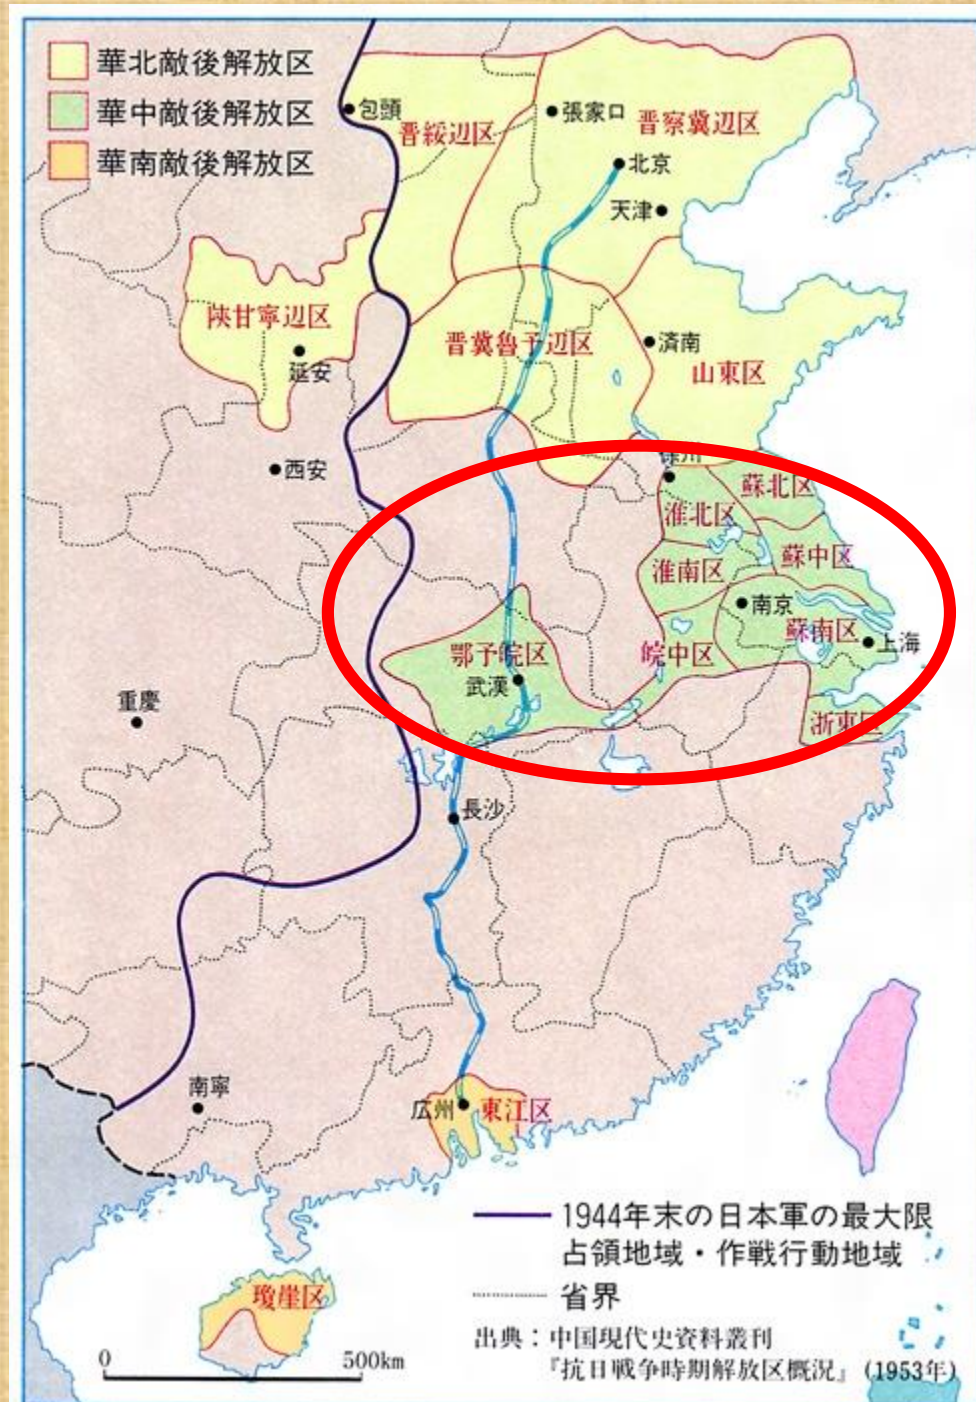 華北敵後解放区
華中敵後解放区
華南敵後解放区
包頭
晋綏辺区
張家口
晋察冀辺区
北京
天津
陝甘寧辺区
延安
晋冀魯予辺区
済南
山東区
西安
蘇北区
淮北区
淮南区
蘇中区
南京
蘇南区
上海
鄂予皖区
武漢
皖中区
浙東区
重慶
長沙
南寧
広州
東江区
瓊崖区
1944年末の日本軍の最大限
占領地域・作戦行動地域
省界
出典：中国現代史資料叢刊
『抗日戦争時期解放区概況』(1953年)
0 500km